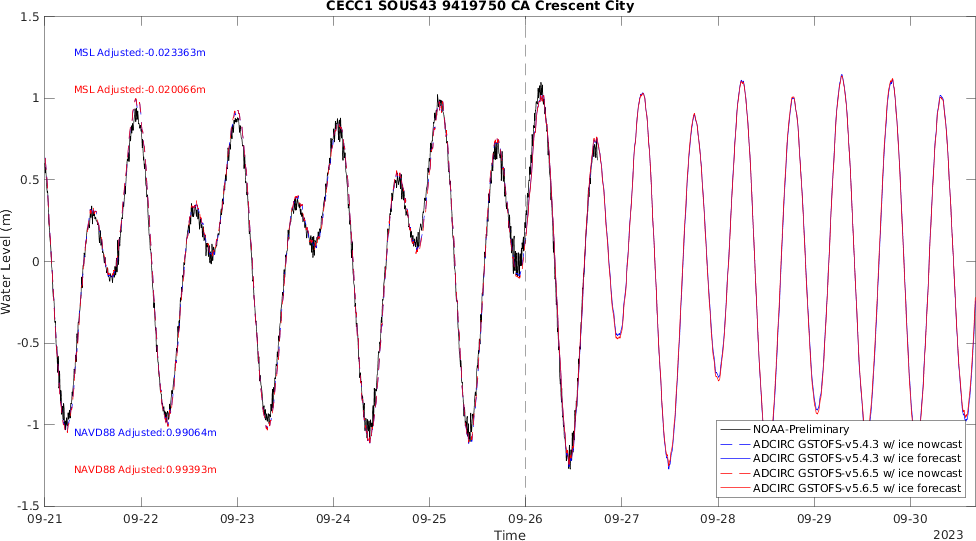 CECC1 SOUS43 9419750 CA Crescent City
1.5
MSL Adjusted:-0.023363m
MSL Adjusted:-0.020066m
1
0.5
0
-0.5
-1
-1.5
Water Level (m)
NAVD88 Adjusted:0.99064m
NAVD88 Adjusted:0.99393m
NOAA-Preliminary
ADCIRC GSTOFS-v5.4.3 w/ ice nowcast
ADCIRC GSTOFS-v5.4.3 w/ ice forecast
ADCIRC GSTOFS-v5.6.5 w/ ice nowcast
ADCIRC GSTOFS-v5.6.5 w/ ice forecast
09-21 09-22 09-23 09-24 09-25 09-26 09-27 09-28 09-29 09-30
Time
2023